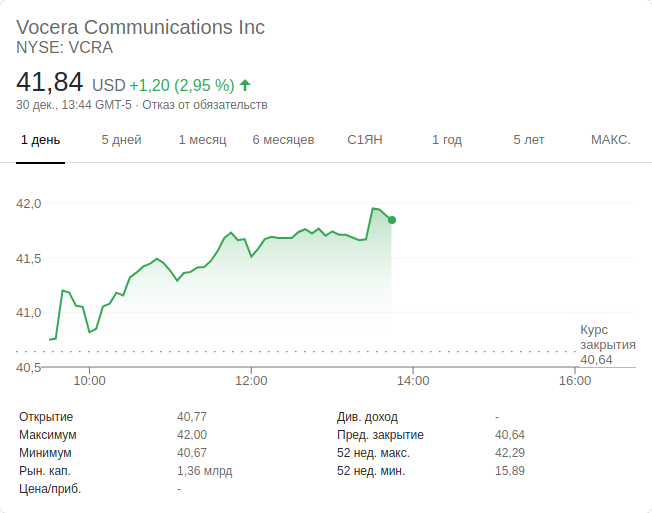 Vocera Communications Inc
NYSE: VCRA
41,84 USD +1,20 (2,95 %)
30 дек., 13:44 GMT-5 · Отказ от обязательств
1 день 5 дней 1 месяц 6 месяцев С1ЯН 1 год 5 лет МАКС.
42,0
41,5
41,0
Курс
закрытия
40,64
40,5
10:00 12:00 14:00 16:00
Открытие 40,77 Див. доход -
Максимум 42,00 Пред. закрытие 40,64
Минимум 40,67 52 нед. макс. 42,29
Рын. кап. 1,36 млрд 52 нед. мин. 15,89
Цена/приб. -